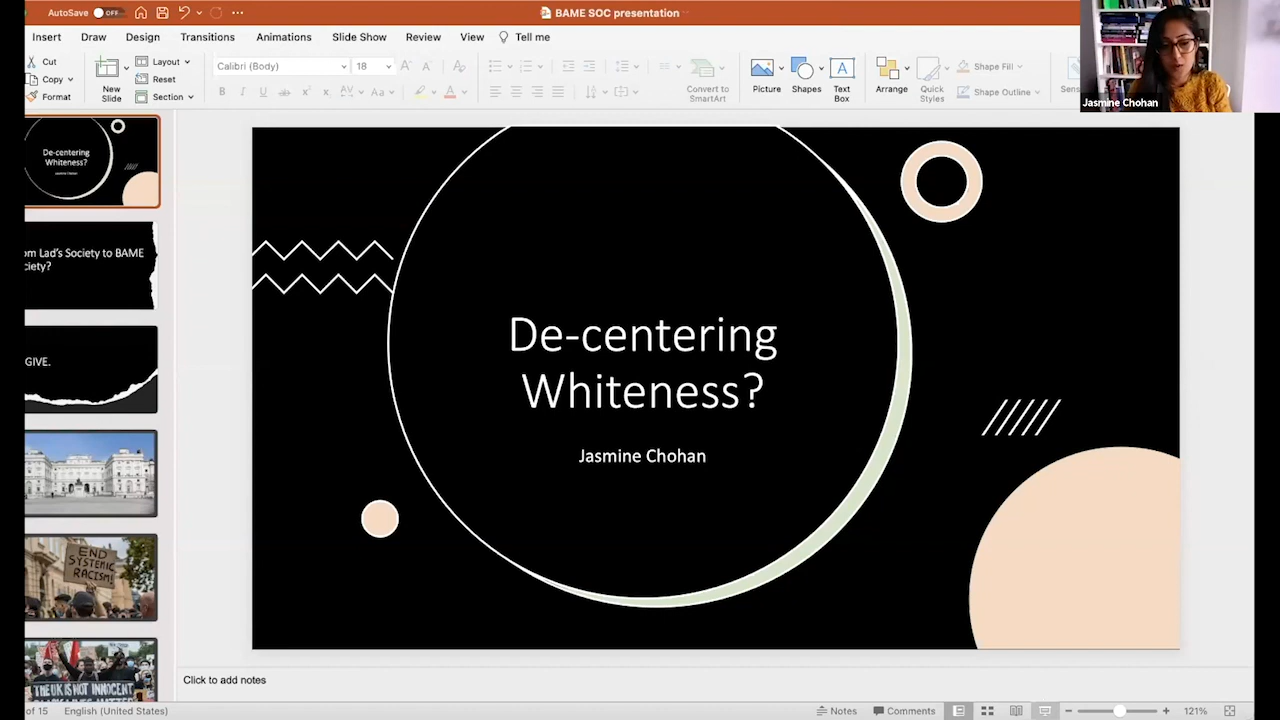 AutoSave OFF
BAME SOC presentation
Insert Draw Design Transitions Animations Slide Show Review View Tell me
Cut
Copy
Format
New
Slide
Layout
Reset
Section
Calibri (Body) 18
Convert to
SmartArt
Picture
Shapes
Text
Box
Arrange
Quick
Styles
Shape Fill
Shape Outline
Jasmine Chohan
De-centering
Whiteness?
Jasmine Chohan
om Lad's Society to BAME
ciety?
GIVE.
END
SYSTEMIC
RACISM!
THE UK IS NOT INNOCENT
De-centering
Whiteness?
Jasmine Chohan
Click to add notes
of 15 English (United States) Notes Comments 121%